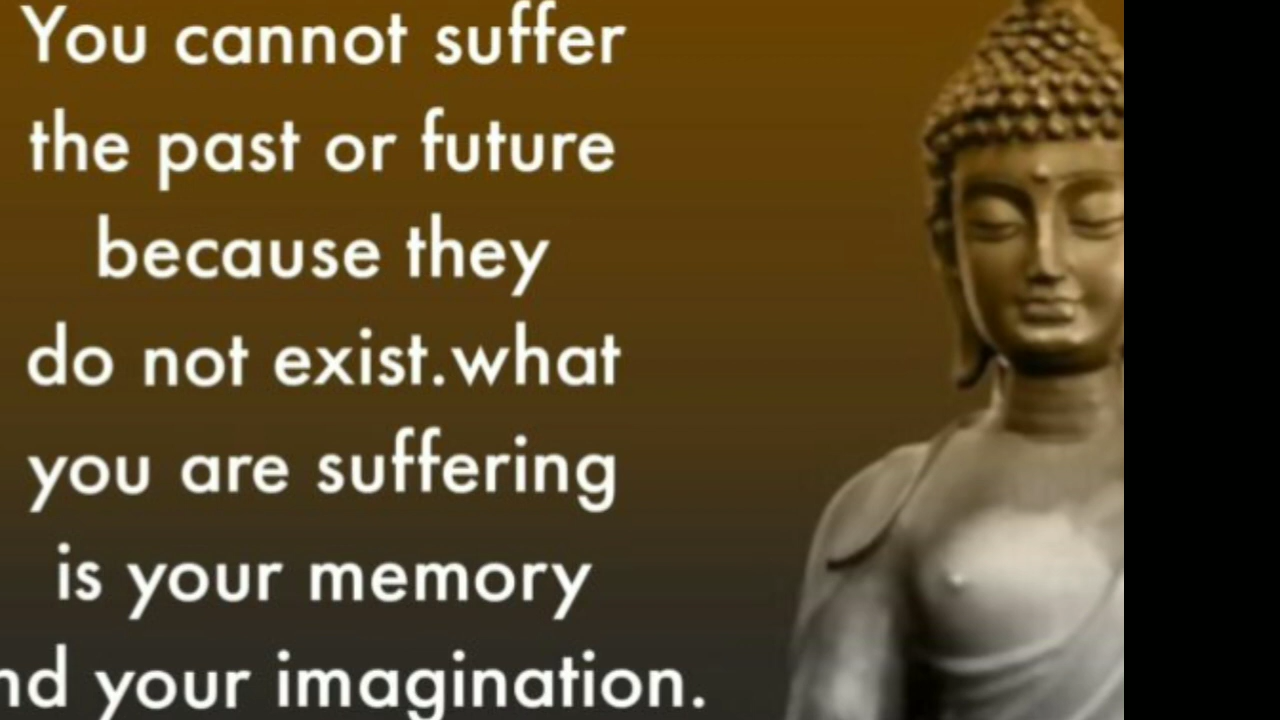 You cannot suffer
the past or future
because they
do not exist.what
you are suffering
is your memory
nd your imagination.